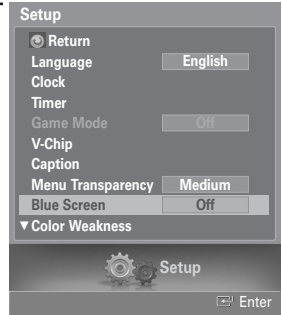 Setup
Return
Language English
Clock
Timer
Game Mode Off
V-Chip
Caption
Menu Transparency Medium
Blue Screen Off
▼ Color Weakness
Setup
Enter